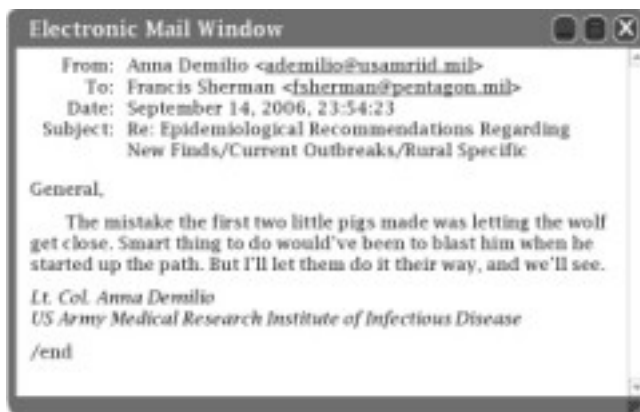 Electronic Mail Window
From: Anna Demilio <ademilio@usamriid.mil>
To: Francis Sherman <fsherman@pentagon.mil>
Date: September 14, 2006, 23:54:23
Subject: Re: Epidemiological Recommendations Regarding
New Finds/Current Outbreaks/Rural Specific
General,
The mistake the first two little pigs made was letting the wolf
get close. Smart thing to do would've been to blast him when he
started up the path. But I'll let them do it their way, and we'll see.
Lt. Col. Anna Demilio
US Army Medical Research Institute of Infectious Disease
/end